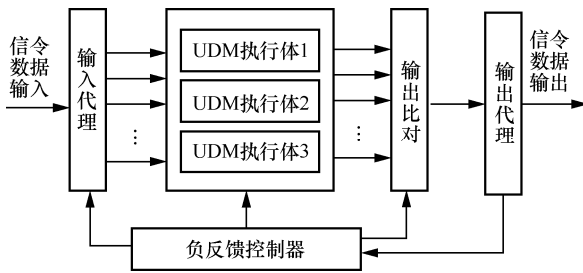 信令
数据
输入
输入代理
UDM执行体1
UDM执行体2
UDM执行体3
输出比对
输出代理
信令
数据
输出
负反馈控制器